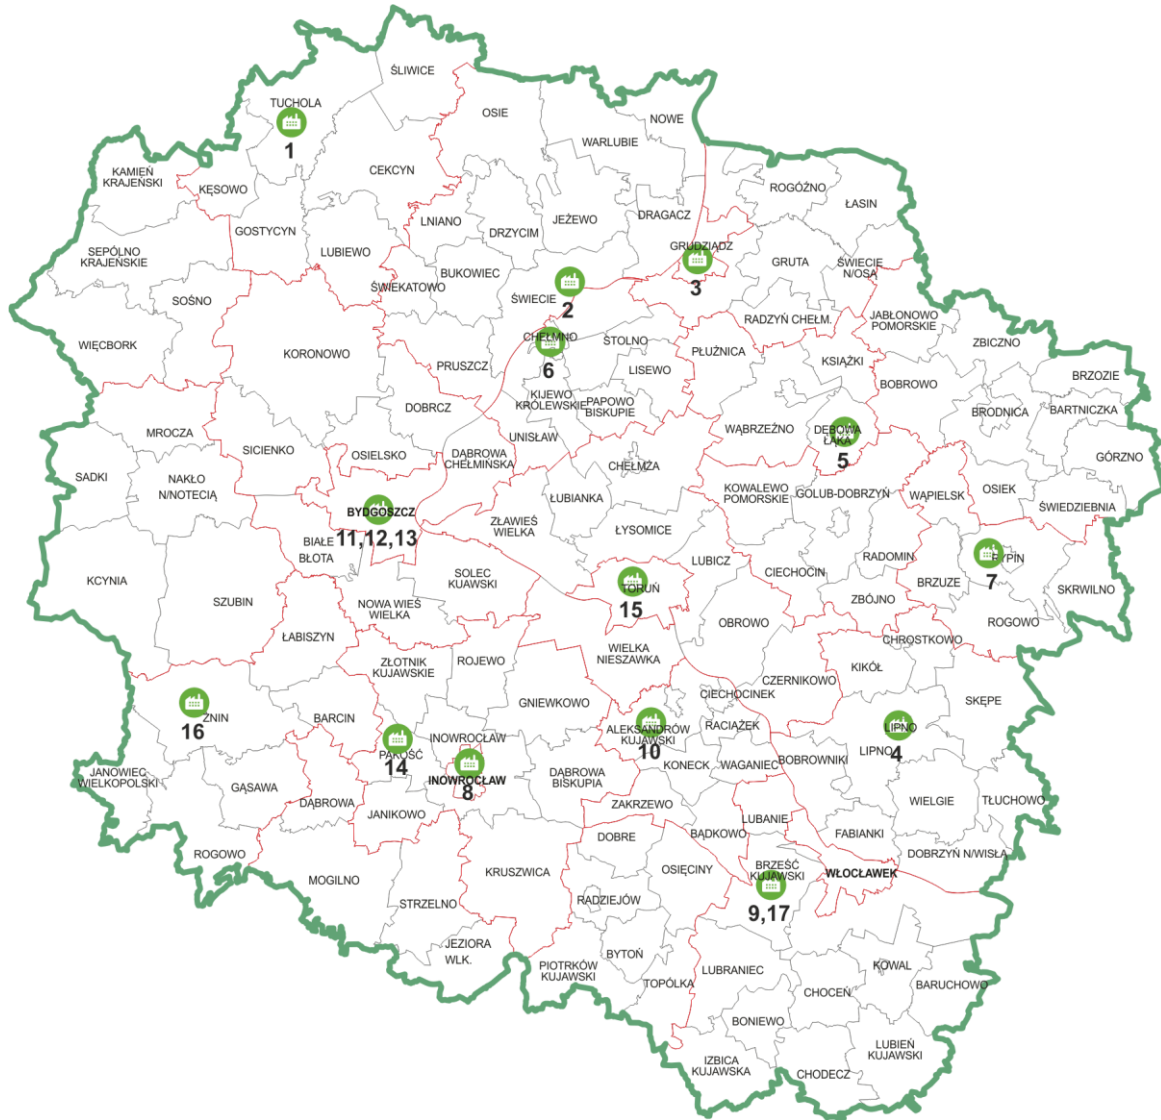 ŚLIWICE
TUCHOLA
1
OSIE
NOWE
WARLUBIE
KAMIEŃ
KRAJEŃSKI
KĘSOWO
CEKCYN
ROGÓŹNO
ŁASIN
LNIANO
DRAGACZ
GOSTYCYN
DRZYCIM
JEŻEWO
GRUDZIĄDZ
SEPÓLNO
KRAJEŃSKIE
LUBIEWO
BUKOWIEC
3
GRUTA
ŚWIECIE
N/OSĄ
SOŚNO
ŚWIEKATOWO
ŚWIECIE
2
JABŁONOWO
POMORSKIE
RADZYŃ CHEŁM.
WIĘCBORK
KORONOWO
PRUSZCZ
CHEŁMNO
6
STOLNO
LISEWO
PŁUŻNICA
KSIĄŻKI
ZBICZNO
BOBROWO
BRZOZIE
DOBRCZ
KIJEWO
KRÓLEWSKIE
PAPOWO
BISKUPIE
BRODNICA
BARTNICZKA
MROCZA
UNISŁAW
WĄBRZEŹNO
DĘBOWA
ŁĄKA
5
SADKI
NAKŁO
N/NOTECIĄ
SICIENKO
OSIELSKO
DĄBROWA
CHEŁMIŃSKA
CHEŁMŻA
GÓRZNO
KOWALEWO
POMORSKIE
GOLUB-DOBRZYŃ
WĄPIELSK
OSIEK
ŚWIEDZIEBNIA
BYDGOSZCZ
11,12,13
ŁUBIANKA
ZŁAWIEŚ
WIELKA
ŁYSOMICE
BIAŁE
BŁOTA
LUBICZ
CIECHOCIN
RADOMIN
RYPIN
7
KCYNIA
SZUBIN
SOLEC
KUJAWSKI
TORUŃ
15
BRZUZE
SKRWILNO
NOWA WIEŚ
WIELKA
ZBÓJNO
ROGOWO
ŁABISZYN
OBROWO
CHROSTKOWO
WIELKA
NIESZAWKA
ZŁOTNIKI
KUJAWSKIE
ROJEWO
KIKÓŁ
CZERNIKOWO
CIECHOCINEK
SKĘPE
GNIEWKOWO
ŻNIN
16
BARCIN
RACIĄŻEK
ALEKSANDRÓW
KUJAWSKI
10
LIPNO
4
LIPNO
INOWROCŁAW
PAKOŚĆ
14
INOWROCŁAW
8
KONECK
WAGANIEC
BOBROWNIKI
JANOWIEC
WIELKOPOLSKI
GĄSAWA
DĄBROWA
BISKUPIA
DĄBROWA
JANIKOWO
ZAKRZEWO
WIELGIE
TŁUCHOWO
LUBANIE
BĄDKOWO
FABIANKI
DOBRE
DOBRZYŃ N/WISŁĄ
ROGOWO
OSIĘCINY
BRZEŚĆ
KUJAWSKI
WŁOCŁAWEK
9,17
MOGILNO
KRUSZWICA
STRZELNO
RADZIEJÓW
JEZIORA
WLK.
BYTOŃ
PIOTRKÓW
KUJAWSKI
TOPÓLKA
LUBRANIEC
KOWAL
CHOCEŃ
BARUCHOWO
BONIEWO
IZBICA
KUJAWSKA
LUBIEŃ
KUJAWSKI
CHODECZ